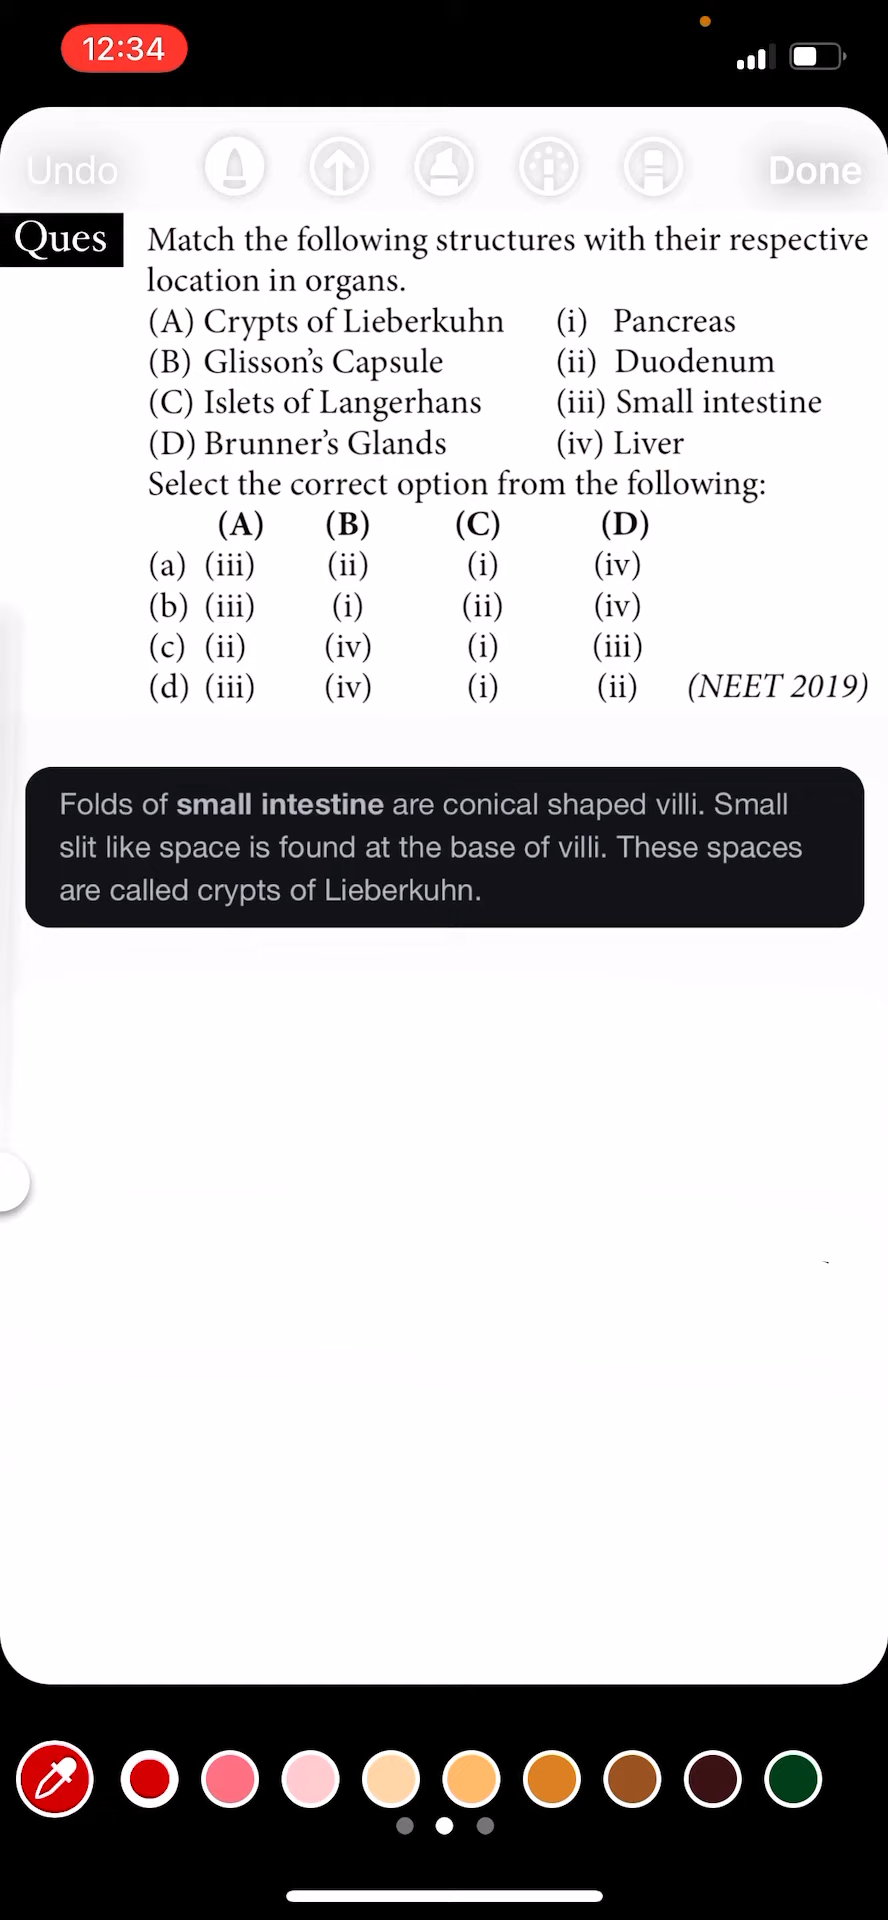 12:34
Undo
Done
Ques Match the following structures with their respective
location in organs.
(A) Crypts of Lieberkuhn (i) Pancreas
(B) Glisson's Capsule (ii) Duodenum
(C) Islets of Langerhans (iii) Small intestine
(D) Brunner's Glands (iv) Liver
Select the correct option from the following:
(A) (B) (C) (D)
(a) (iii) (ii) (i) (iv)
(b) (iii) (i) (ii) (iv)
(c) (ii) (iv) (i) (iii)
(d) (iii) (iv) (i) (ii) (NEET 2019)
Folds of small intestine are conical shaped villi. Small
slit like space is found at the base of villi. These spaces
are called crypts of Lieberkuhn.